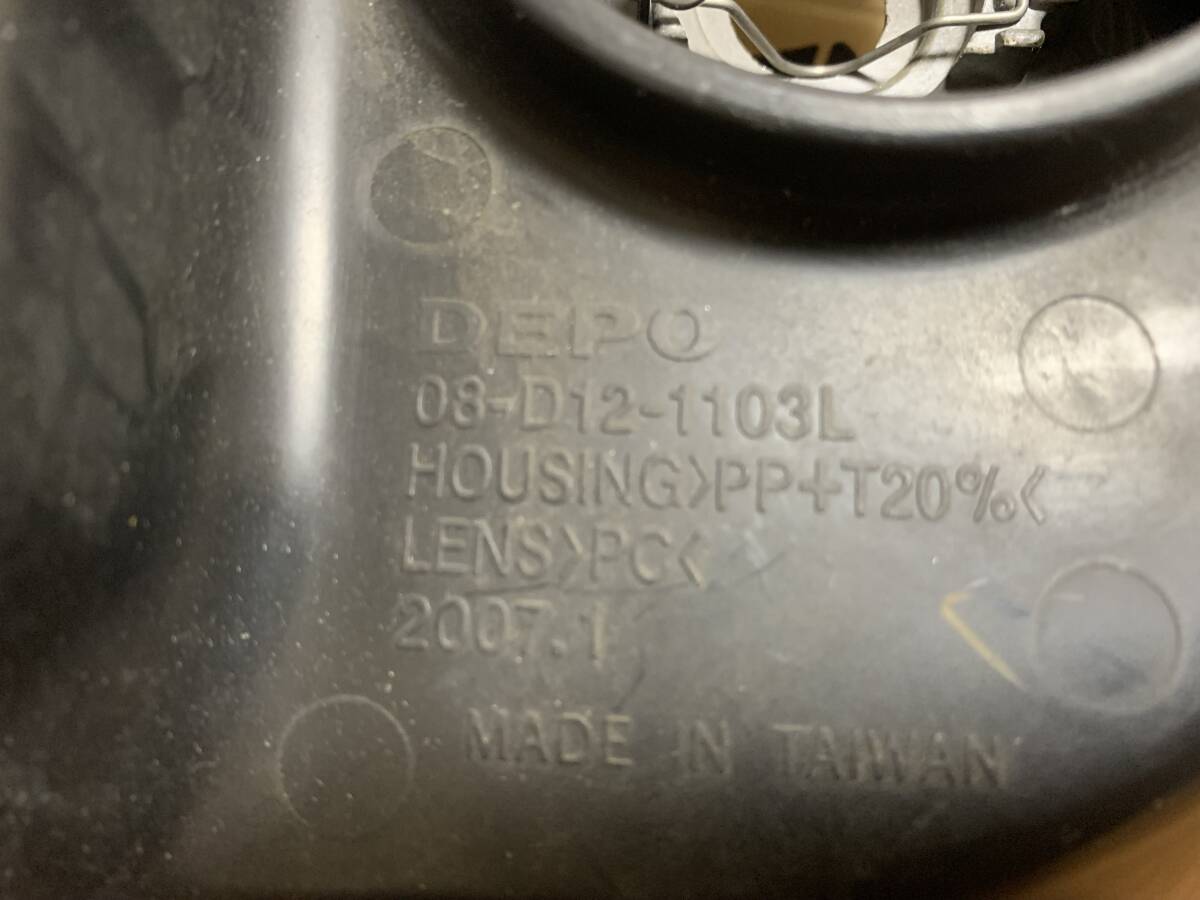 DEPO
08-D12-1103L
HOUSING>PP+T20%<
LENS>PC<
2007.1
MADE IN TAIWAN